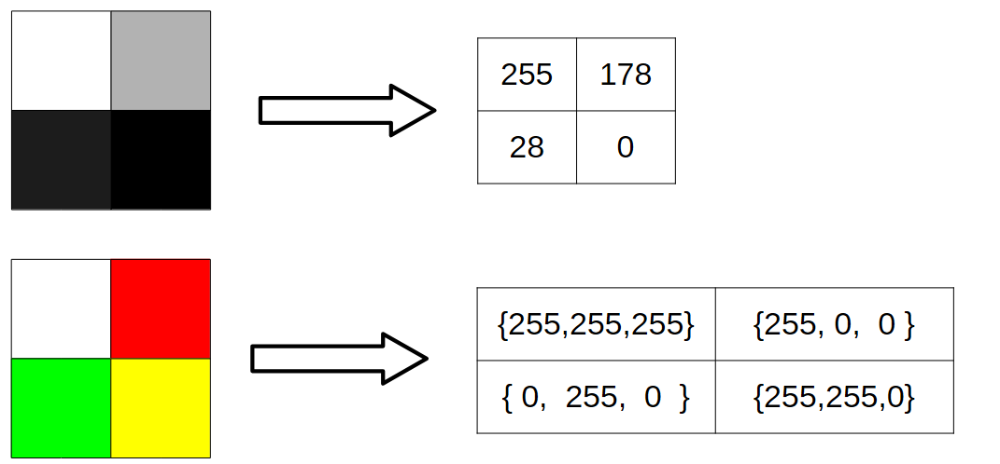 255 178
28 0
{255,255,255} {255, 0, 0 }
{ 0, 255, 0 } {255,255,0}